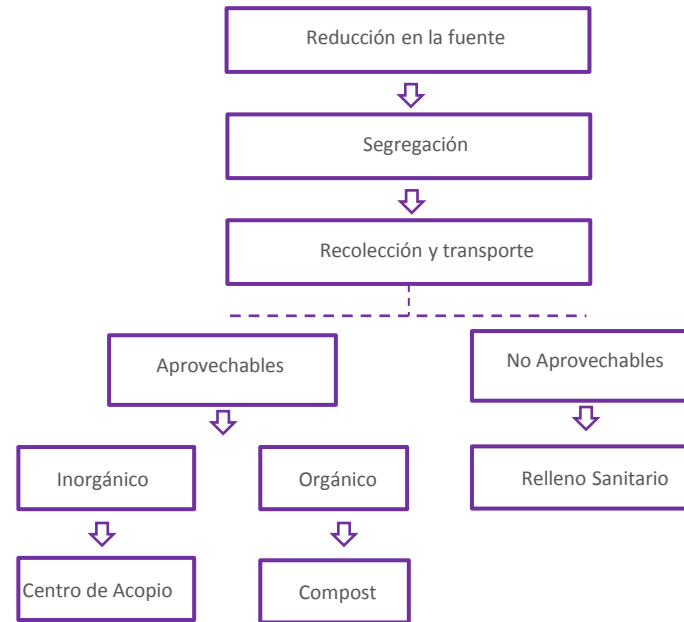 Reducción en la fuente
Segregación
Recolección y transporte
Aprovechables
No Aprovechables
Inorgánico
Orgánico
Relleno Sanitario
Centro de Acopio
Compost